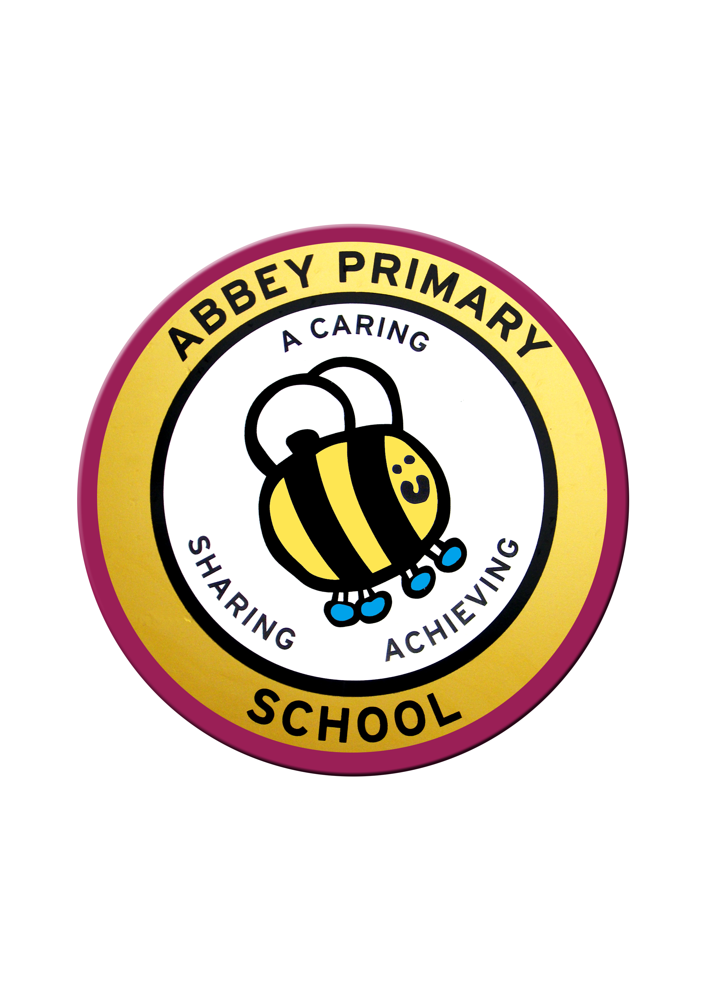 ABBEY PRIMARY
A CARING
SHARING
ACHIEVING
SCHOOL